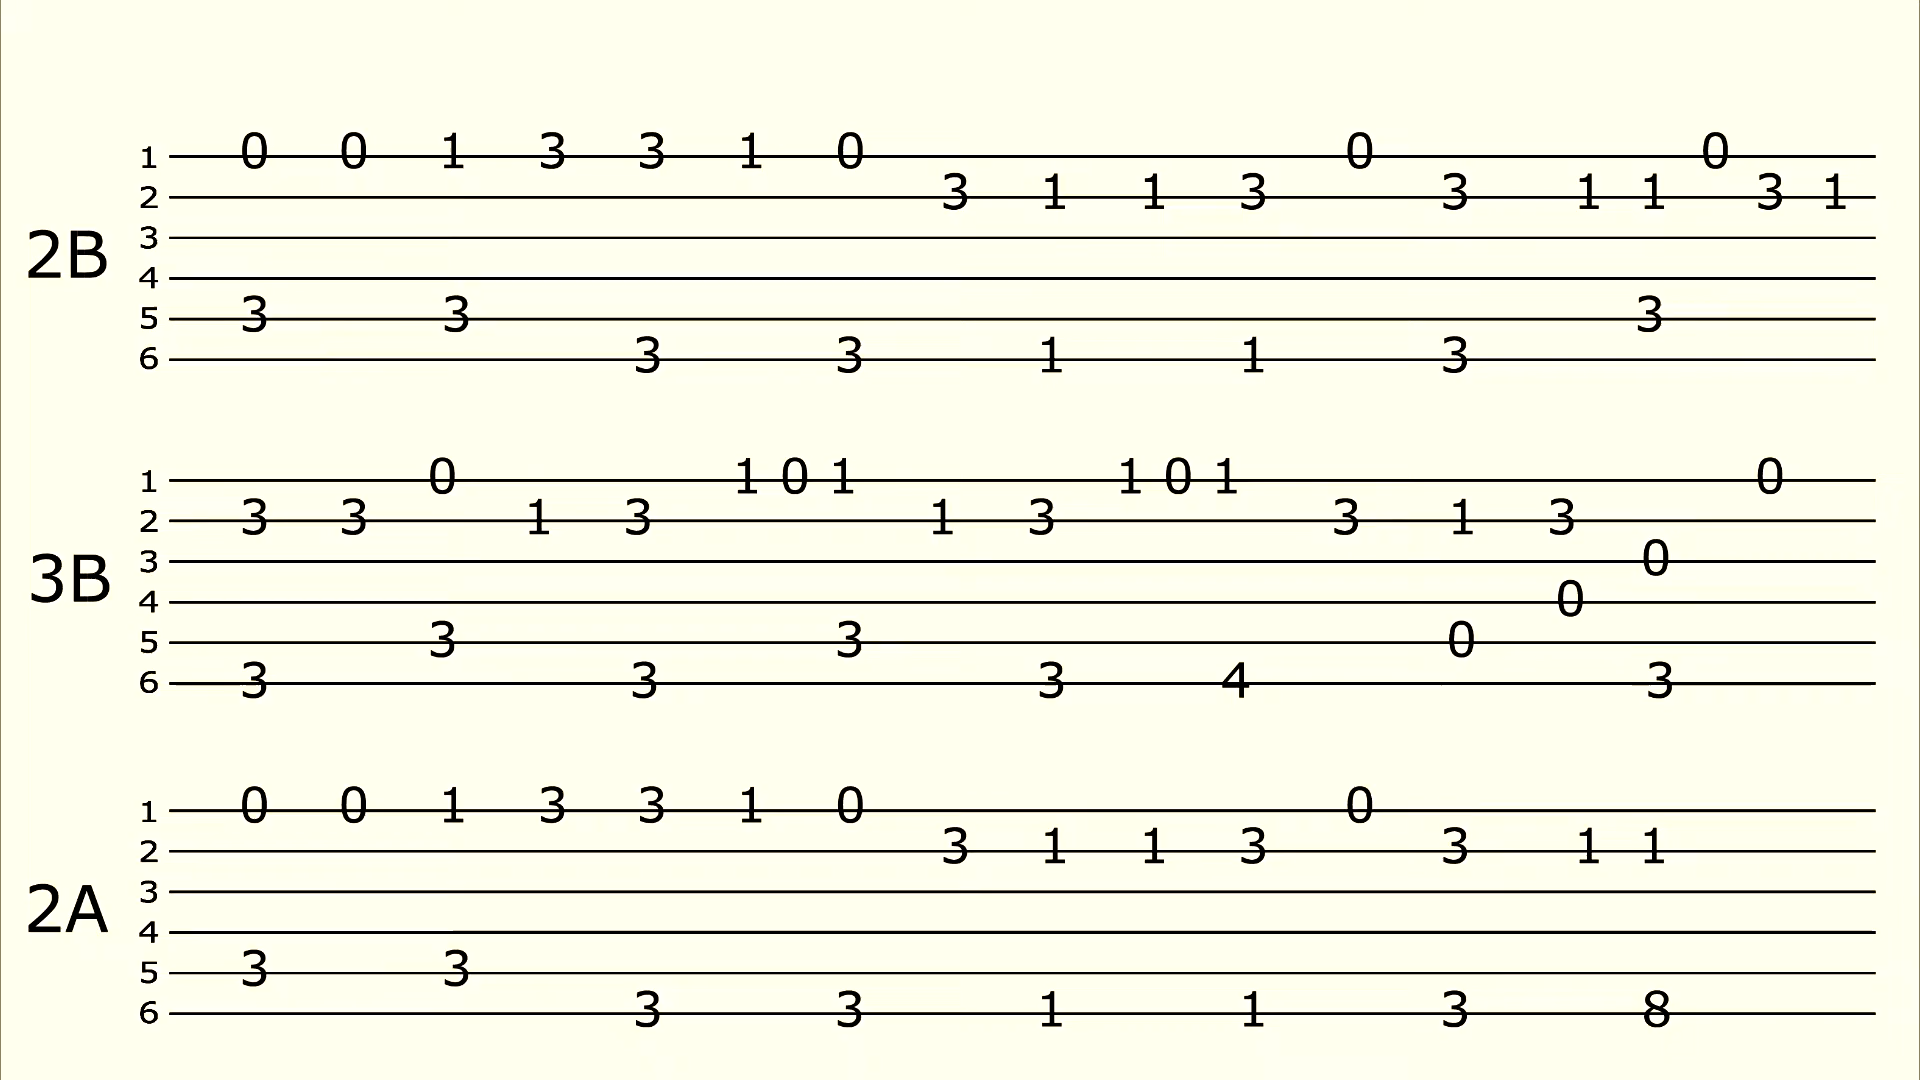 1 0 0 1 3 3 1 0 0 0
2 3 1 1 3 3 1 1 3 1
2B
3
4
5 3 3 3
6 3 3 1 1 3
1 0 1 0 1 1 0 1 0
2 3 3 1 3 1 3 3 1 3
3B
3 0
4 0
5 3 3 0
6 3 3 3 4 3
1 0 0 1 3 3 1 0 0
2 3 1 1 3 3 1 1
2A
3
4
5 3 3
6 3 3 1 1 3 8